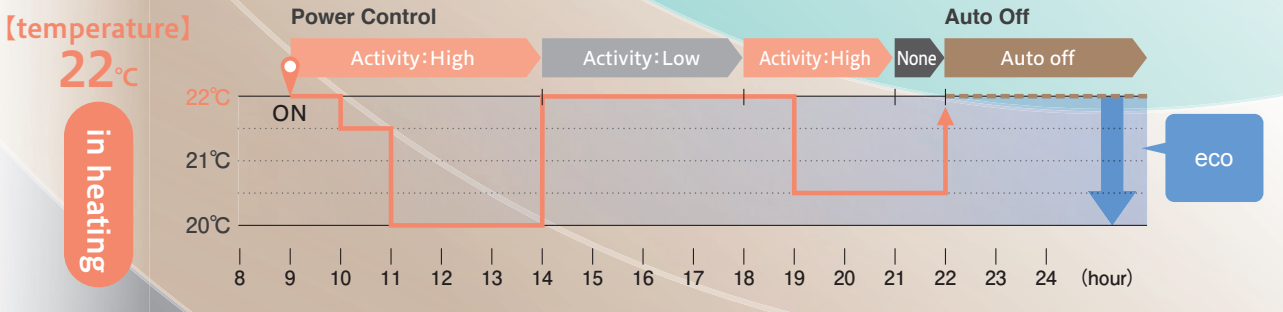 【temperature】
22℃
in heating
Power Control
Auto Off
Activity:High
Activity:Low
Activity:High
None
Auto off
22℃
ON
21℃
20℃
eco
8 9 10 11 12 13 14 15 16 17 18 19 20 21 22 23 24 (hour)